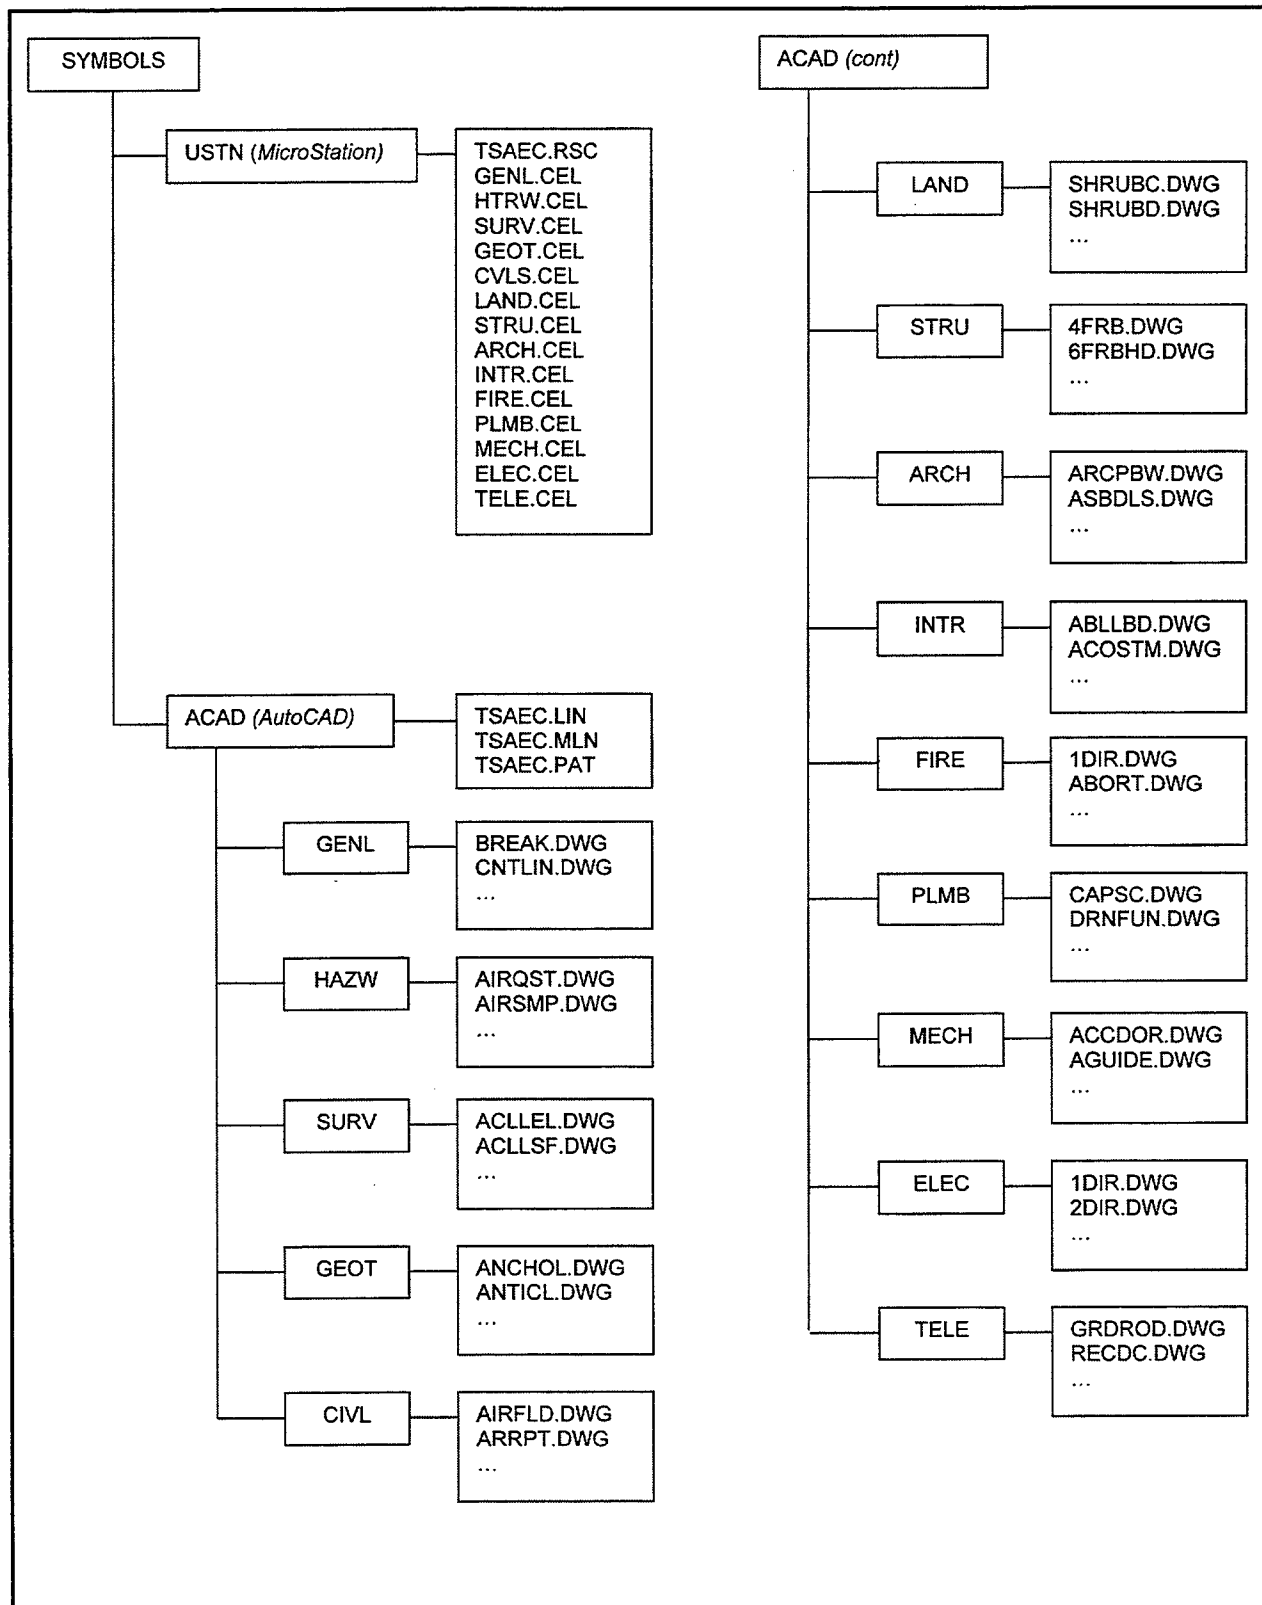 SYMBOLS
USTN (MicroStation)
TSAEC.RSC
GENL.CEL
HTRW.CEL
SURV.CEL
GEOT.CEL
CVLS.CEL
LAND.CEL
STRU.CEL
ARCH.CEL
INTR.CEL
FIRE.CEL
PLMB.CEL
MECH.CEL
ELEC.CEL
TELE.CEL
ACAD (AutoCAD)
TSAEC.LIN
TSAEC.MLN
TSAEC.PAT
GENL
BREAK.DWG
CNTLIN.DWG
...
HAZW
AIRQST.DWG
AIRSMP.DWG
...
SURV
ACLLEL.DWG
ACLLSF.DWG
...
GEOT
ANCHOL.DWG
ANTICL.DWG
...
CIVL
AIRFLD.DWG
ARRPT.DWG
...
ACAD (cont)
LAND
SHRUBC.DWG
SHRUBD.DWG
...
STRU
4FRB.DWG
6FRBHD.DWG
...
ARCH
ARCPBW.DWG
ASBDLS.DWG
...
INTR
ABLLBD.DWG
ACOSTM.DWG
...
FIRE
1DIR.DWG
ABORT.DWG
...
PLMB
CAPSC.DWG
DRNFUN.DWG
...
MECH
ACCDOR.DWG
AGUIDE.DWG
...
ELEC
1DIR.DWG
2DIR.DWG
...
TELE
GRDROD.DWG
RECDC.DWG
...